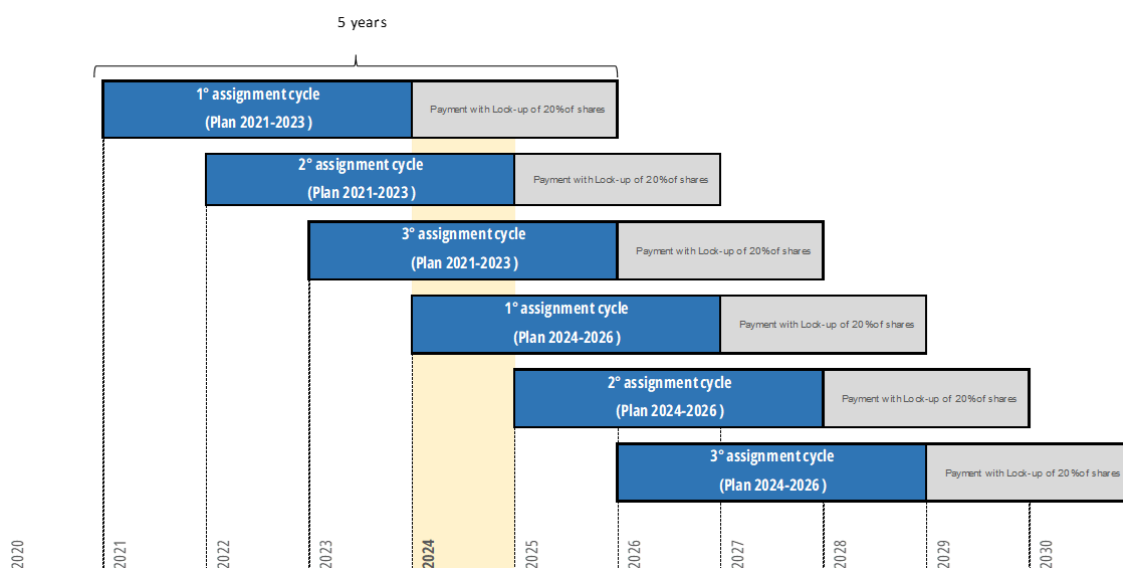 5 years
1° assignment cycle
(Plan 2021-2023 )
Payment with Lock-up of 20%of shares
2° assignment cycle
(Plan 2021-2023 )
Payment with Lock-up of 20%of shares
3° assignment cycle
(Plan 2021-2023 )
Payment with Lock-up of 20%of shares
1° assignment cycle
(Plan 2024-2026 )
Payment with Lock-up of 20%of shares
2° assignment cycle
(Plan 2024-2026 )
Payment with Lock-up of 20%of shares
3° assignment cycle
(Plan 2024-2026 )
Payment with Lock-up of 20%of shares
2020
2021
2022
2023
2024
2025
2026
2027
2028
2029
2030